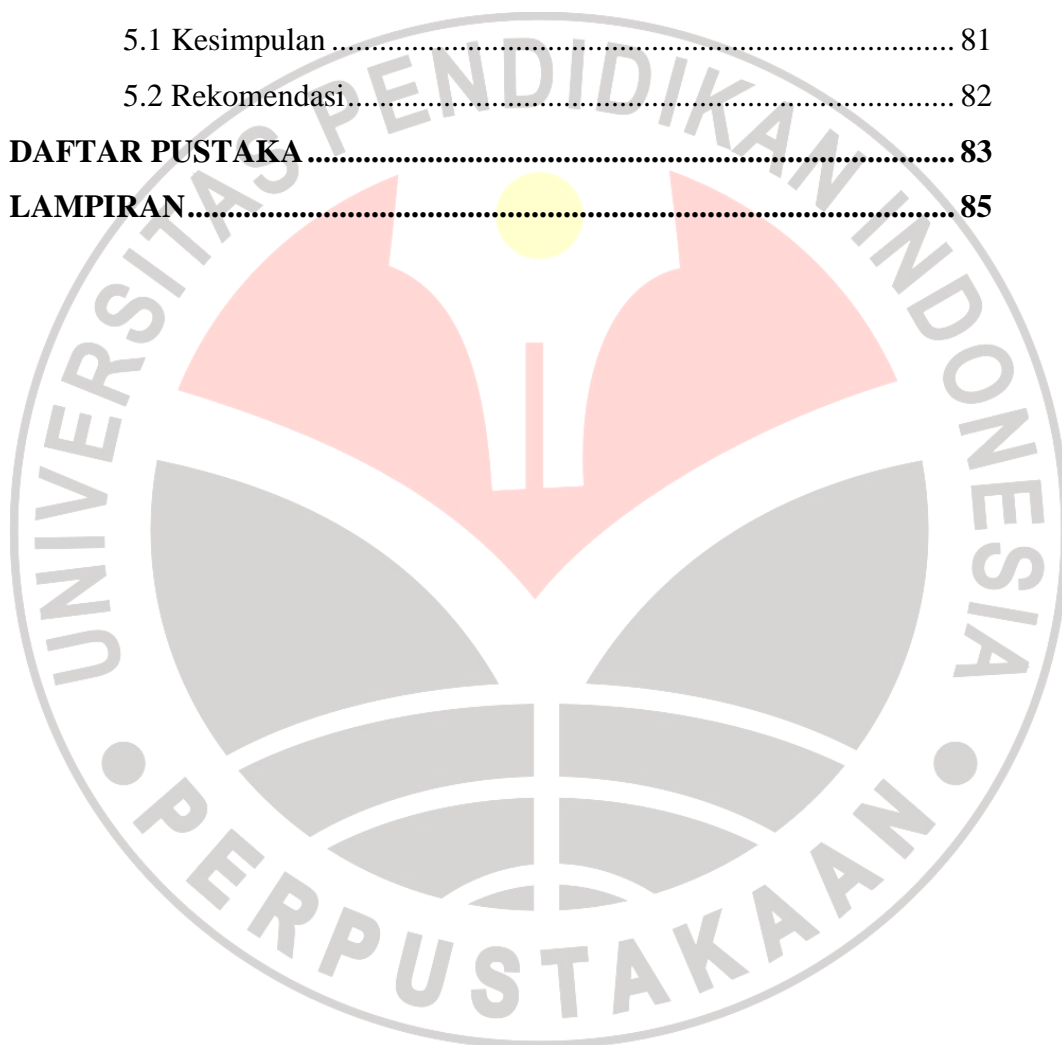 5.1 Kesimpulan ........................................................................... 81
5.2 Rekomendasi......................................................................... 82
DAFTAR PUSTAKA .............................................................................. 83
LAMPIRAN............................................................................................ 85
UNIVERSITAS PENDIDIKAN INDONESIA
PERPUSTAKAAN